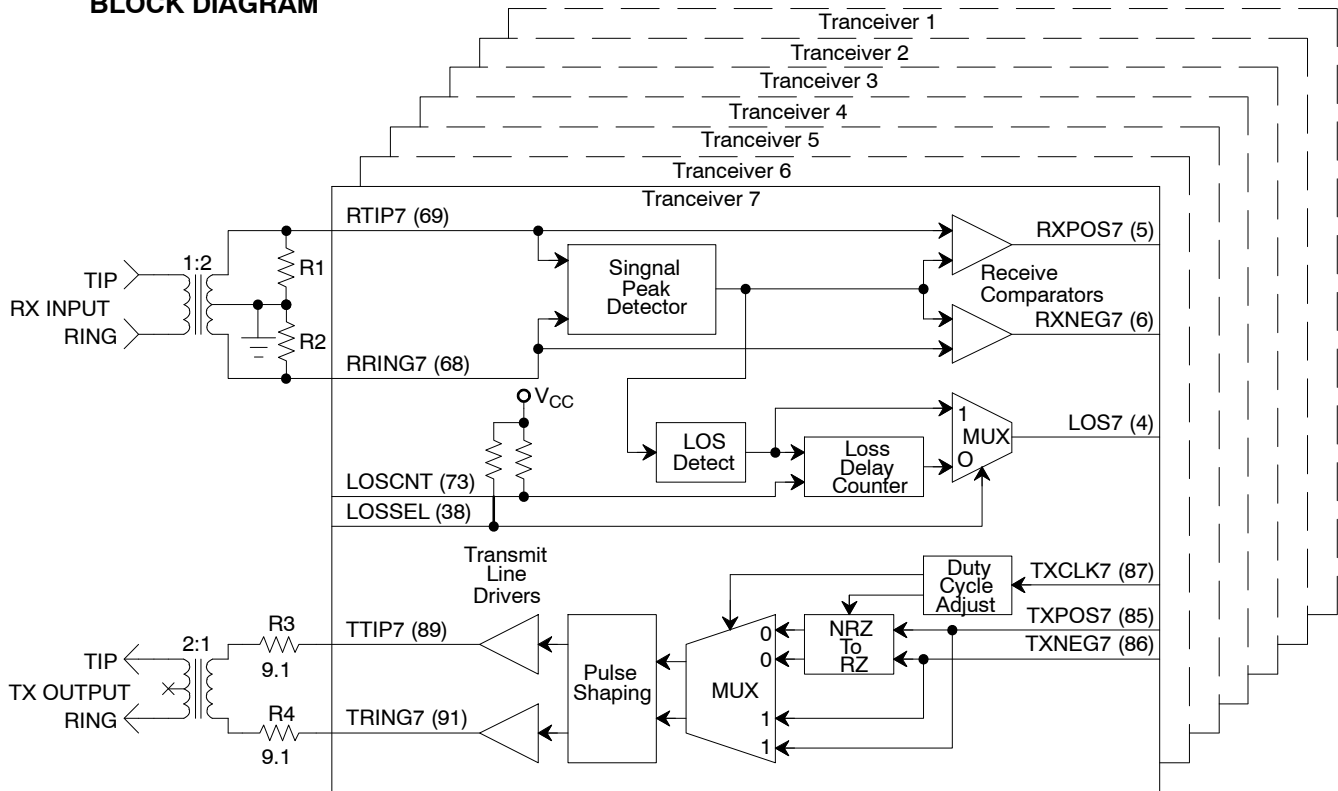 BLOCK DIAGRAM
Tranceiver 1
Tranceiver 2
Tranceiver 3
Tranceiver 4
Tranceiver 5
Tranceiver 6
Tranceiver 7
RTIP7 (69)
RXPOS7 (5)
1:2
R1
TIP
RX INPUT
RING
R2
Singnal
Peak
Detector
Receive
Comparators
RXNEG7 (6)
RRING7 (68)
VCC
LOS
Detect
Loss
Delay
Counter
1
MUX
O
LOS7 (4)
LOSCNT (73)
LOSSEL (38)
Transmit
Line
Drivers
Duty
Cycle
Adjust
TXCLK7 (87)
TXPOS7 (85)
TXNEG7 (86)
R3
9.1
TTIP7 (89)
2:1
TIP
TX OUTPUT
RING
R4
9.1
TRING7 (91)
Pulse
Shaping
MUX
0
0
1
1
NRZ
To
RZ